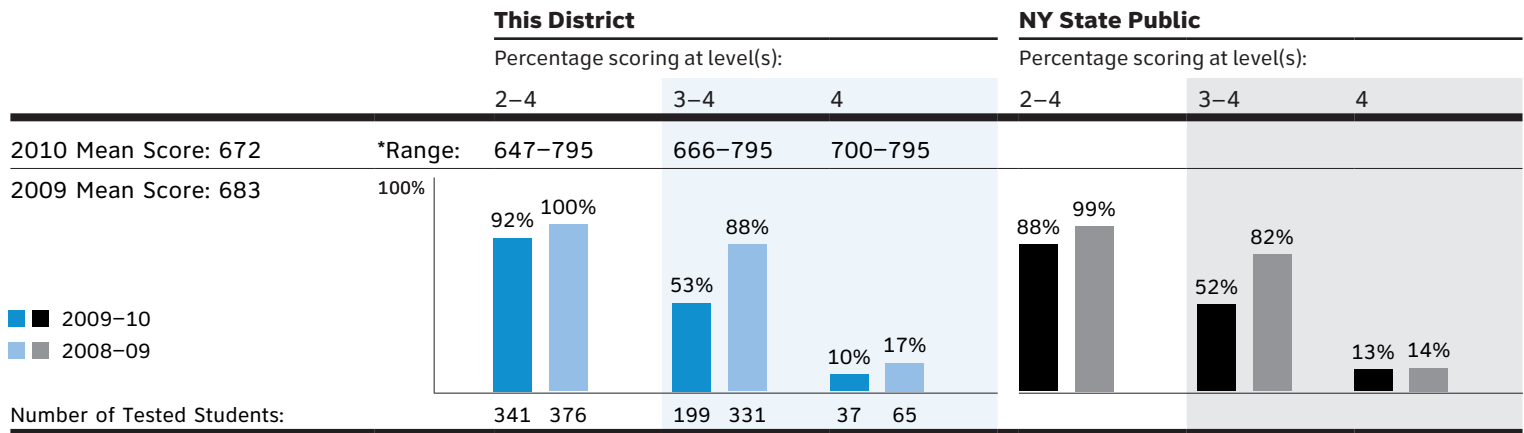 This District NY State Public
Percentage scoring at level(s): Percentage scoring at level(s):
2–4 3–4 4 2–4 3–4 4
2010 Mean Score: 672 *Range: 647–795 666–795 700–795
2009 Mean Score: 683 100%
92% 100% 88% 99%
53% 88% 52% 82%
10% 17% 13% 14%
2009–10
2008–09
Number of Tested Students: 341 376 199 331 37 65